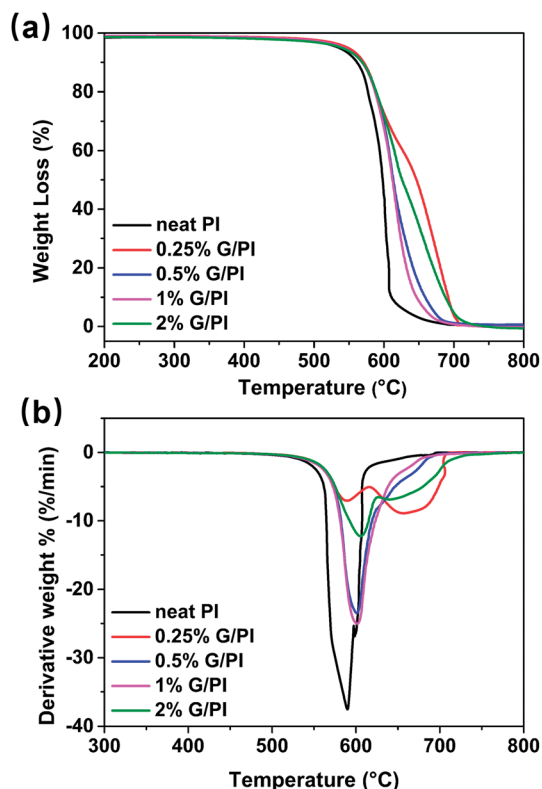 (a)
Weight Loss (%)
100
80
60
40
20
0
neat PI
0.25% G/PI
0.5% G/PI
1% G/PI
2% G/PI
200
300
400
500
600
700
800
Temperature (°C)
(b)
Derivative weight % (%/min)
0
-10
-20
-30
-40
neat PI
0.25% G/PI
0.5% G/PI
1% G/PI
2% G/PI
300
400
500
600
700
800
Temperature (°C)